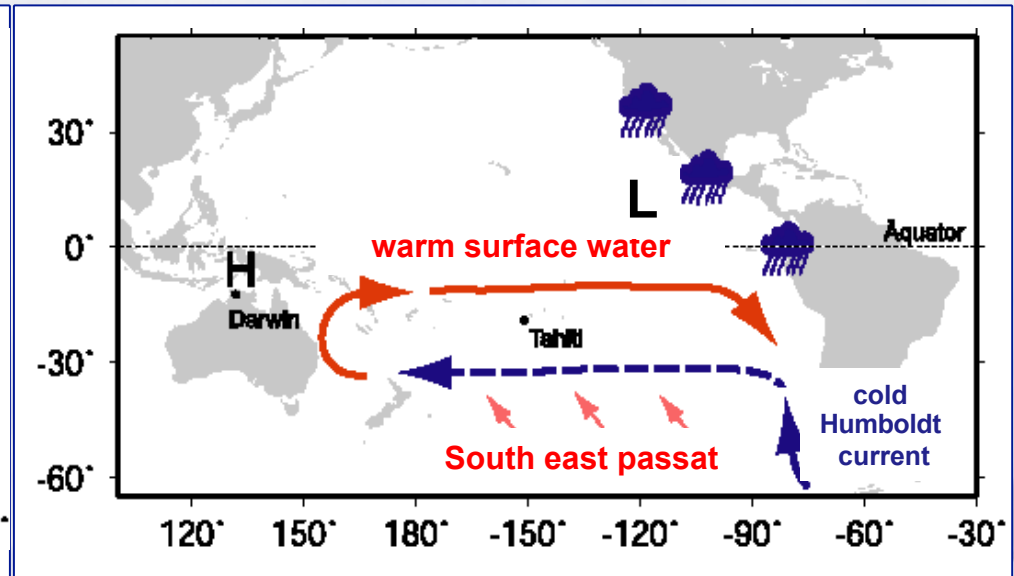 30°
L
0°
warm surface water
Äquator
H
Darwin
Tahiti
-30°
cold
Humboldt
current
South east passat
-60°
120° 150° 180° -150° -120° -90° -60° -30°